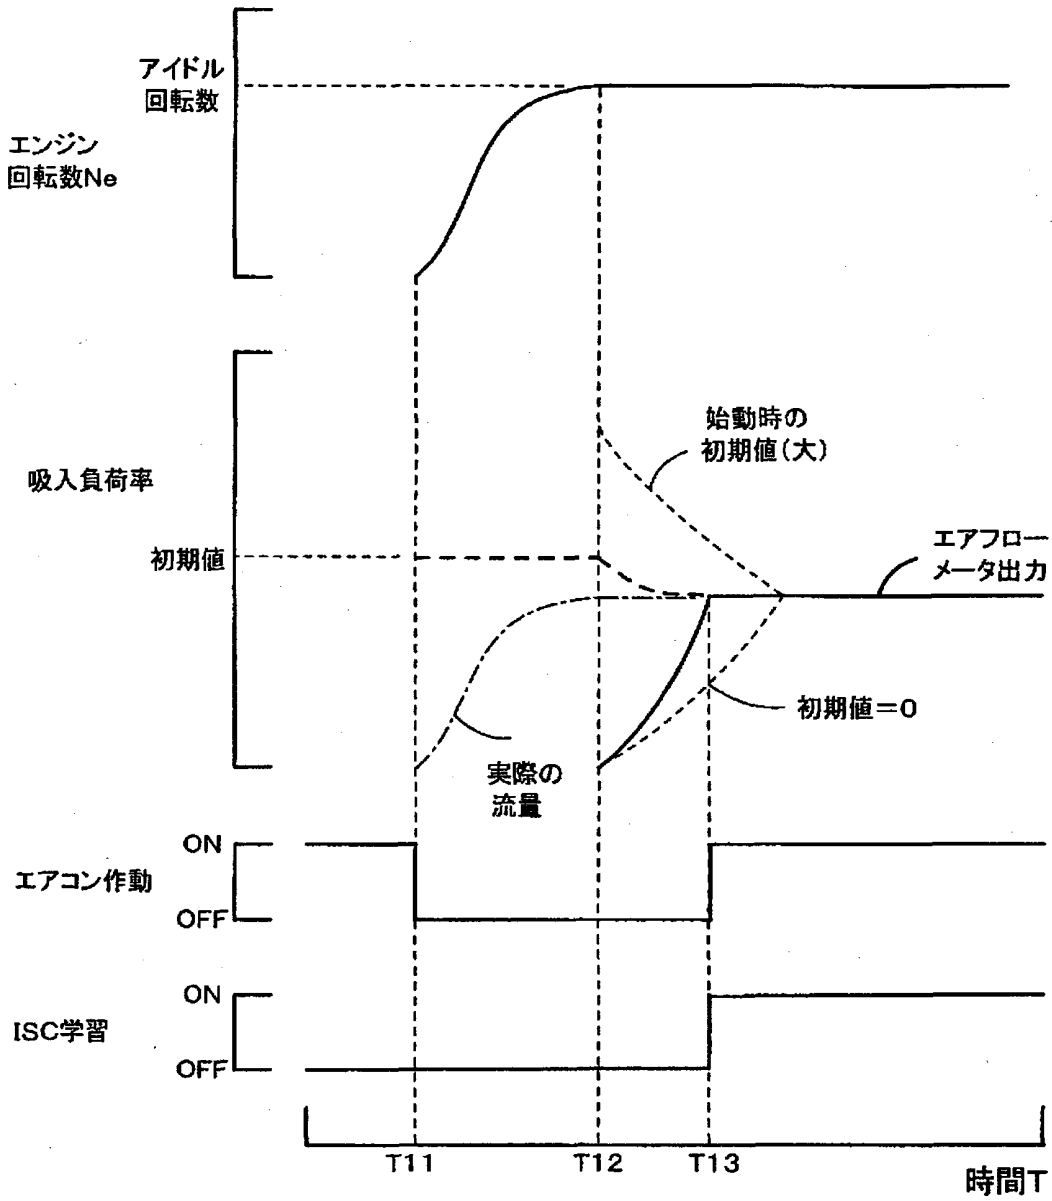 アイドル
回転数
エンジン
回転数Ne
始動時の
初期値(大)
吸入負荷率
エアフロー
メータ出力
初期値
初期値=0
実際の
流量
ON
エアコン作動
OFF
ON
ISC学習
OFF
T11
T12
T13
時間T